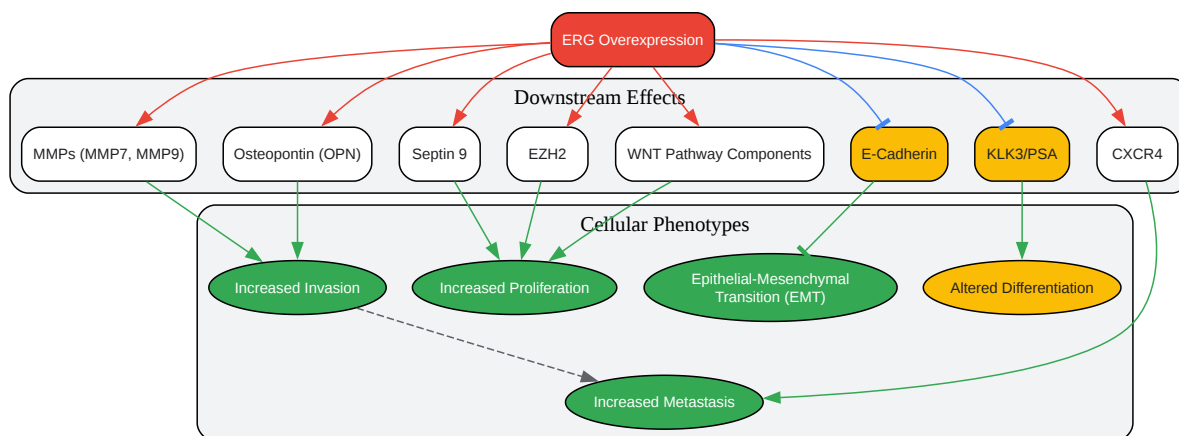 ERG Overexpression
Downstream Effects
MMPs (MMP7, MMP9)
Osteopontin (OPN)
Septin 9
EZH2
WNT Pathway Components
E-Cadherin
KLK3/PSA
CXCR4
Cellular Phenotypes
Increased Invasion
Increased Proliferation
Epithelial-Mesenchymal
Transition (EMT)
Altered Differentiation
Increased Metastasis